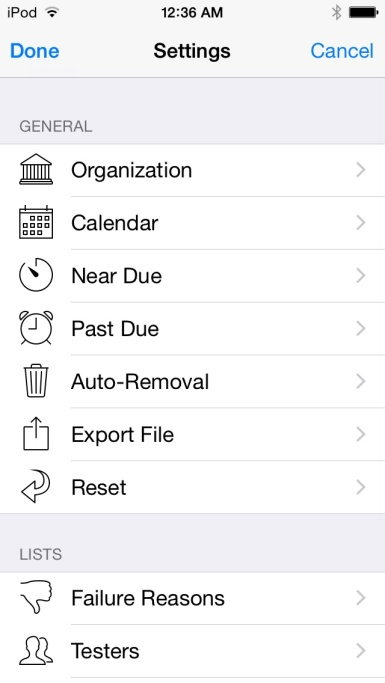 iPod 12:36 AM
Done Settings Cancel
GENERAL
Organization
Calendar
Near Due
Past Due
Auto-Removal
Export File
Reset
LISTS
Failure Reasons
Testers